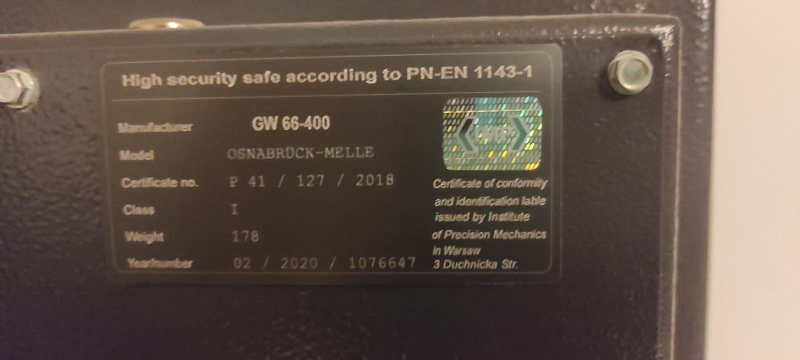 High security safe according to PN-EN 1143-1
Manufacturer GW 66-400
Model OSNABRÜCK-MELLE
Certificate no. P 41 / 127 / 2018
Class I
Weight 178
Year/number 02 / 2020 / 1076647
IMP
Certificate of conformity
and identification table
issued by Institute
of Precision Mechanics
in Warsaw
3 Duchnicka Str.